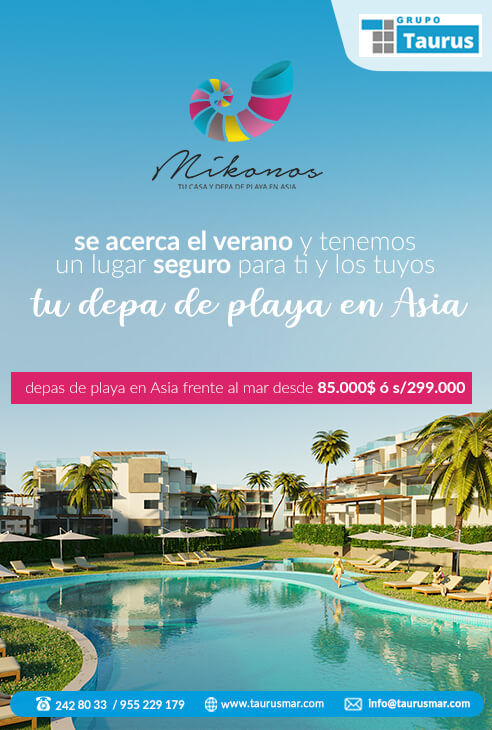 GRUPO
Taurus
Mikonos
TU CASA Y DEPA DE PLAYA EN ASIA
se acerca el verano y tenemos
un lugar seguro para ti y los tuyos
tu depa de playa en Asia
depas de playa en Asia frente al mar desde 85.000$ ó s/299.000
242 80 33 / 955 229 179 www.taurusmar.com info@taurusmar.com